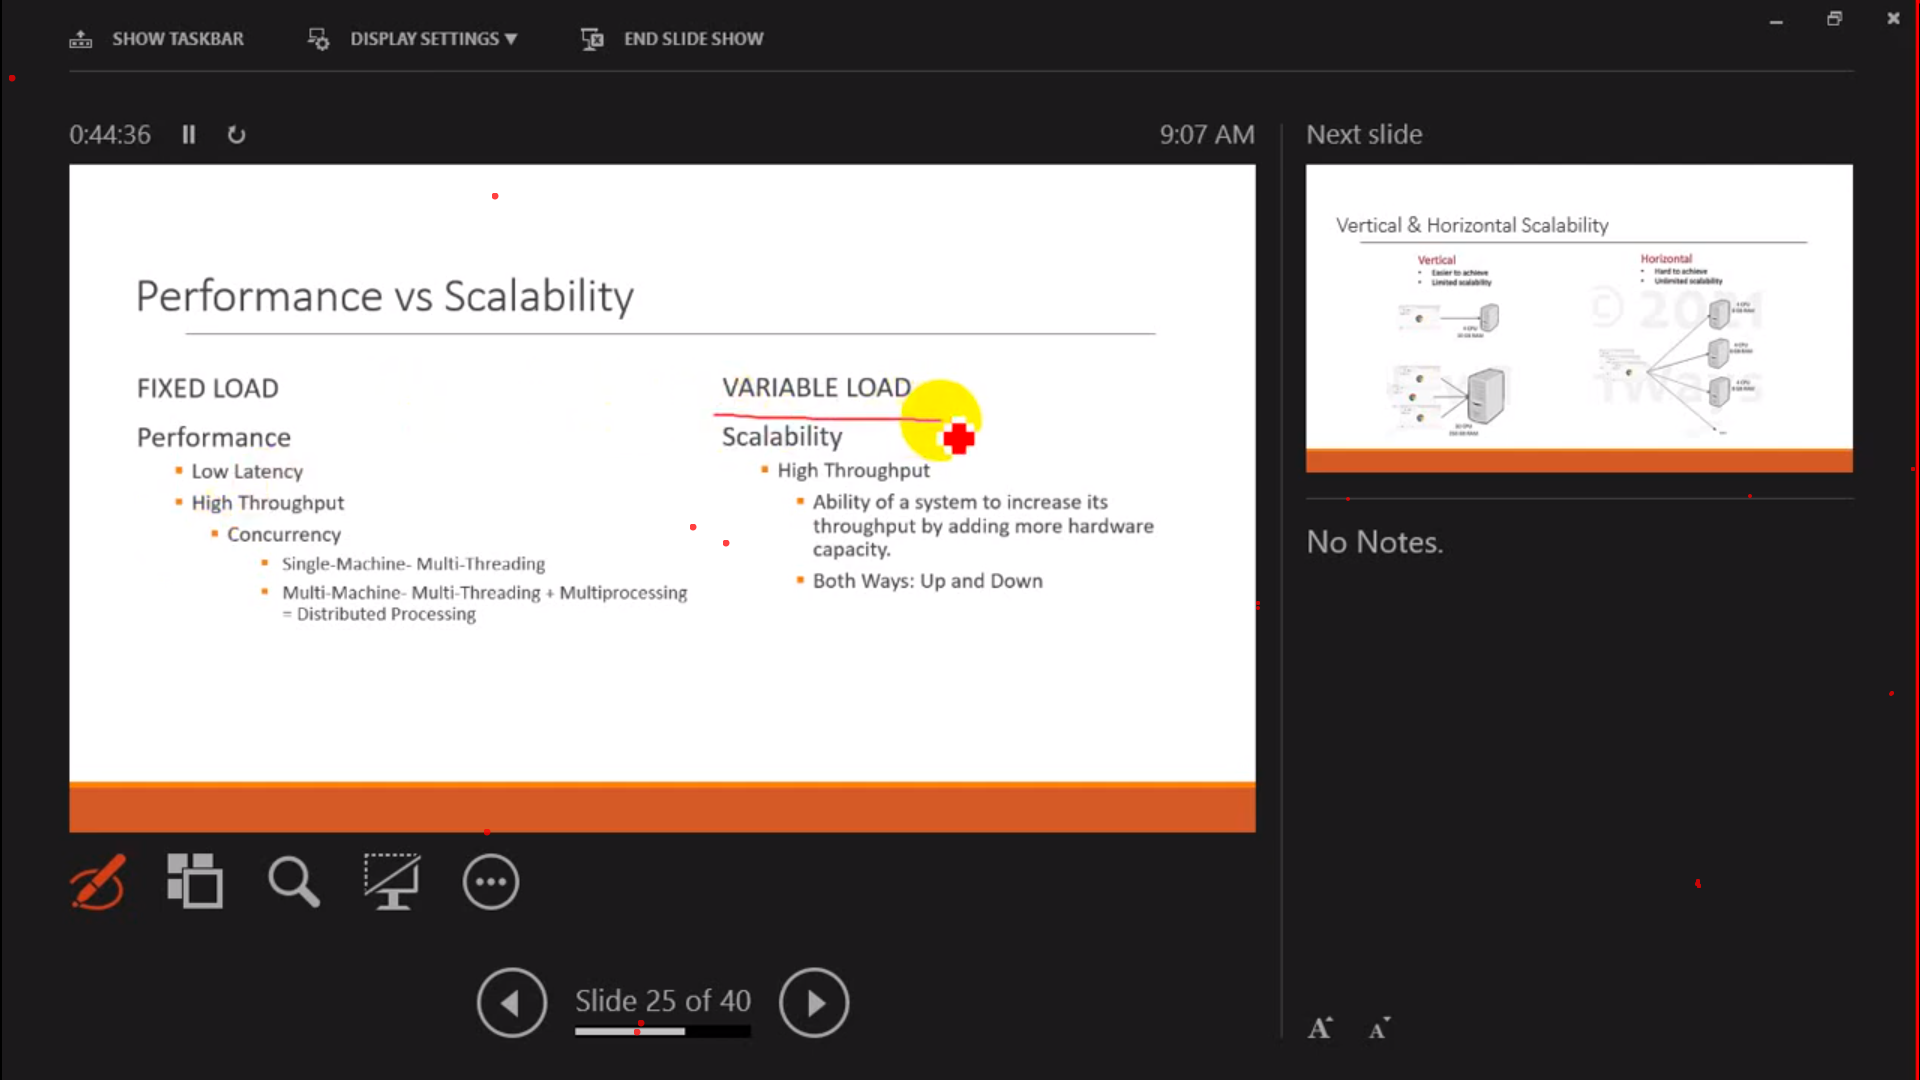 SHOW TASKBAR
DISPLAY SETTINGS ▼
END SLIDE SHOW
0:44:36
9:07 AM
Performance vs Scalability
FIXED LOAD
Performance
Low Latency
High Throughput
Concurrency
Single-Machine- Multi-Threading
Multi-Machine- Multi-Threading + Multiprocessing
= Distributed Processing
VARIABLE LOAD
Scalability
High Throughput
Ability of a system to increase its
throughput by adding more hardware
capacity.
Both Ways: Up and Down
Slide 25 of 40
Next slide
Vertical & Horizontal Scalability
Vertical
Easier to achieve
Limited scalability
Horizontal
Hard to achieve
Unlimited scalability
No Notes.
A A